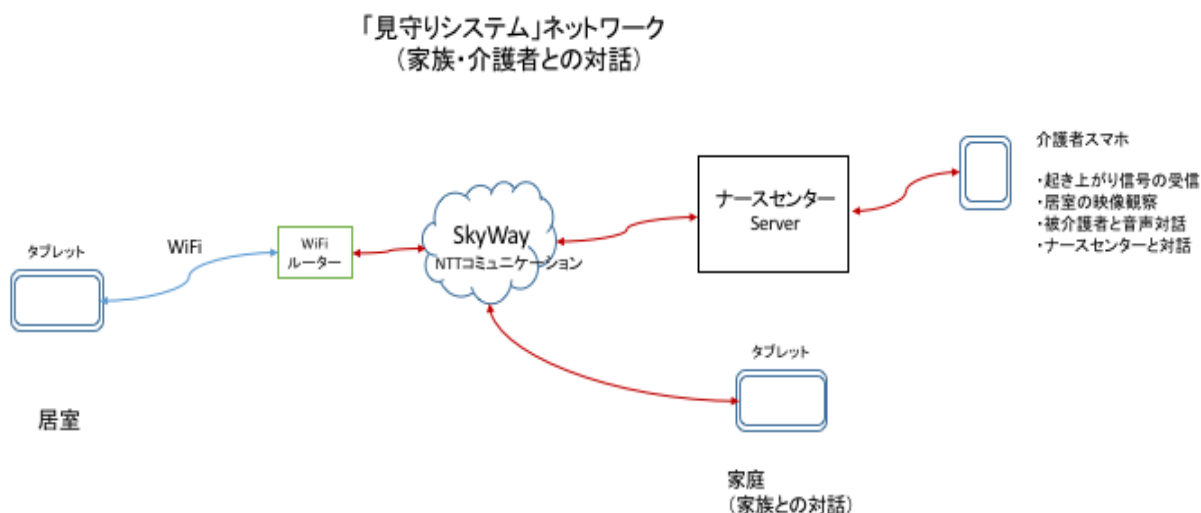 「見守りシステム」ネットワーク
（家族・介護者との対話）
介護者スマホ
・起き上がり信号の受信
・居室の映像観察
・被介護者と音声対話
・ナースセンターと対話
ナースセンター
Server
SkyWay
NTTコミュニケーション
WiFi
ルーター
WiFi
タブレット
居室
タブレット
家庭
（家族との対話）